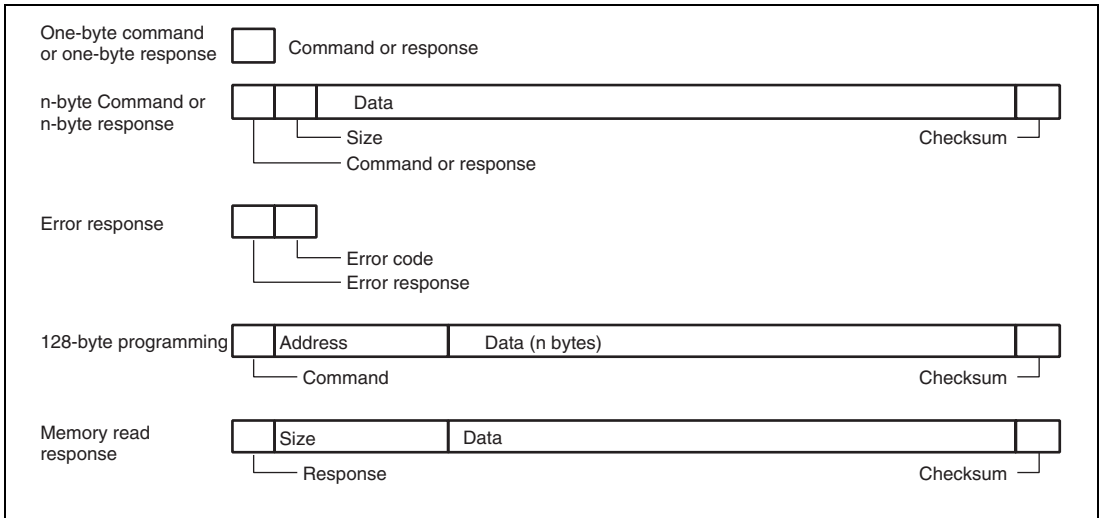 One-byte command
or one-byte response
Command or response
n-byte Command or
n-byte response
Data
Size
Checksum
Command or response
Error response
Error code
Error response
128-byte programming
Address
Data (n bytes)
Command
Checksum
Memory read
response
Size
Data
Response
Checksum